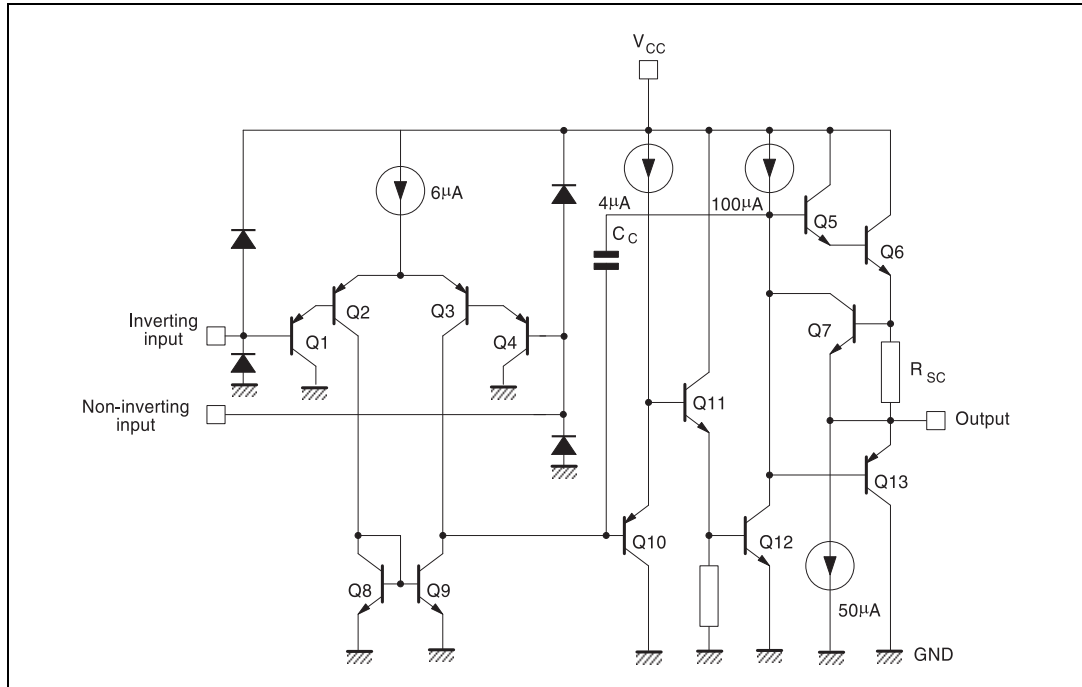 VCC
6μA
4μA
100μA
CC
Q5
Q6
Q2
Q3
Q7
Inverting
input
Q1
Q4
RSC
Non-inverting
input
Q11
Output
Q13
Q10
Q12
Q8
Q9
50μA
GND